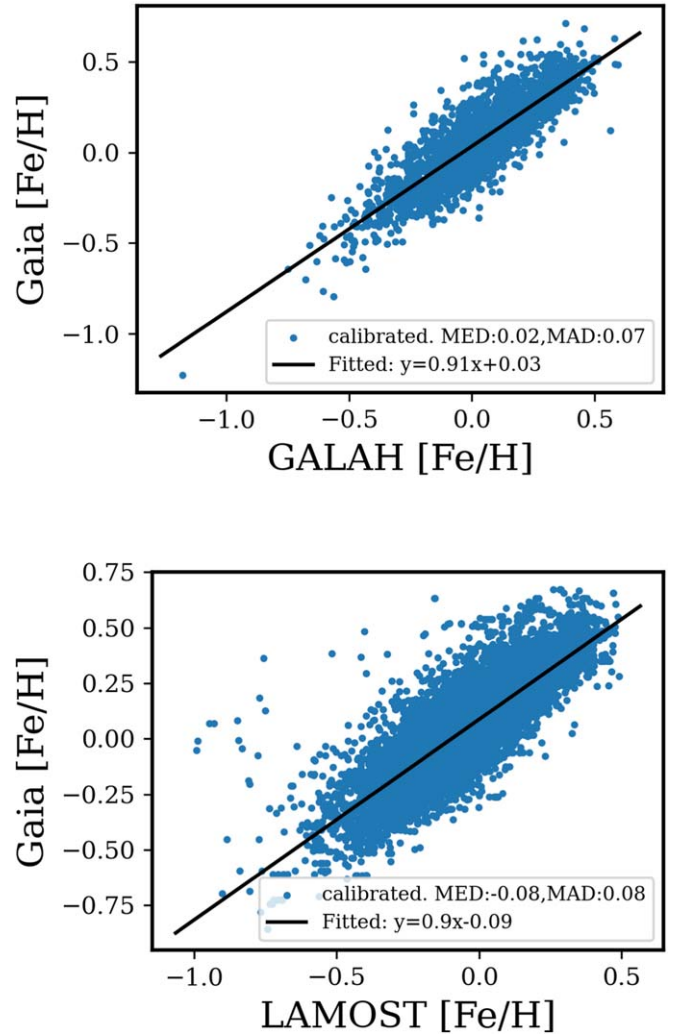 0.5
0.0
−0.5
−1.0
Gaia [Fe/H]
calibrated. MED:0.02,MAD:0.07
Fitted: y=0.91x+0.03
−1.0 −0.5 0.0 0.5
GALAH [Fe/H]
0.75
0.50
0.25
0.00
−0.25
−0.50
−0.75
Gaia [Fe/H]
calibrated. MED:-0.08,MAD:0.08
Fitted: y=0.9x-0.09
−1.0 −0.5 0.0 0.5
LAMOST [Fe/H]